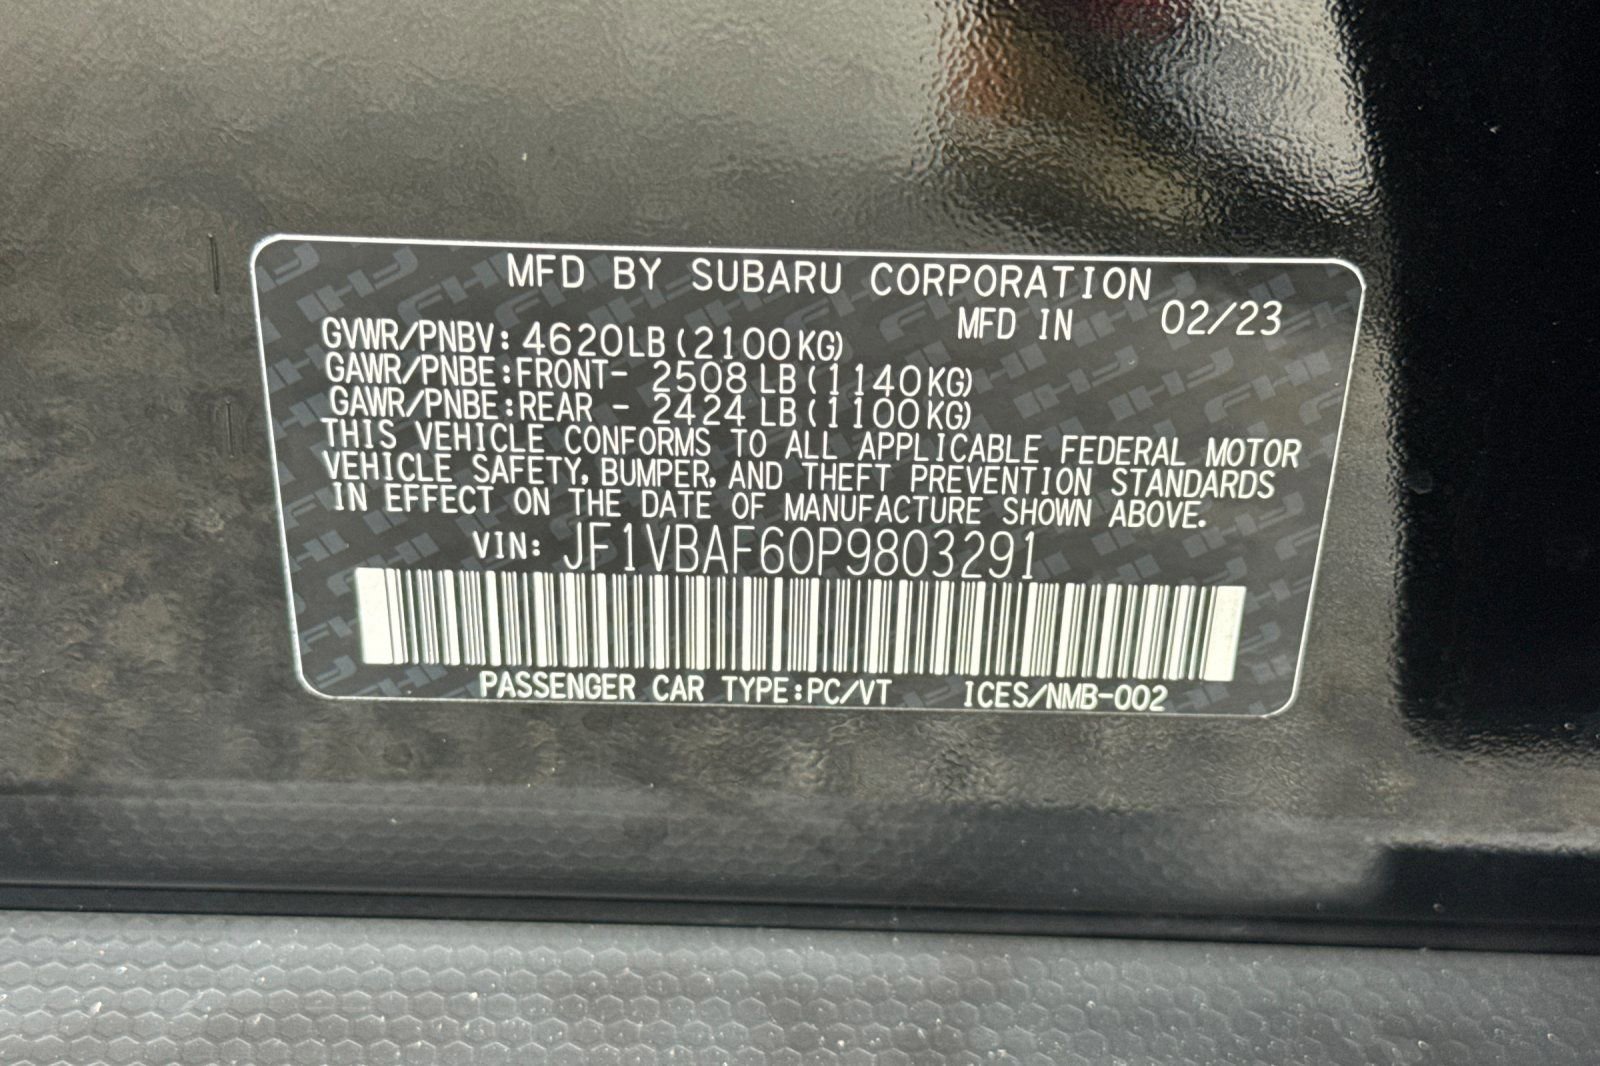 MFD BY SUBARU CORPORATION
MFD IN 02/23
GVWR/PNBV: 4620LB (2100KG)
GAWR/PNBE:FRONT- 2508 LB (1140KG)
GAWR/PNBE:REAR - 2424 LB (1100KG)
THIS VEHICLE CONFORMS TO ALL APPLICABLE FEDERAL MOTOR
VEHICLE SAFETY, BUMPER, AND THEFT PREVENTION STANDARDS
IN EFFECT ON THE DATE OF MANUFACTURE SHOWN ABOVE.
VIN: JF1VBAF60P9803291
PASSENGER CAR TYPE:PC/VT ICES/NMB-002